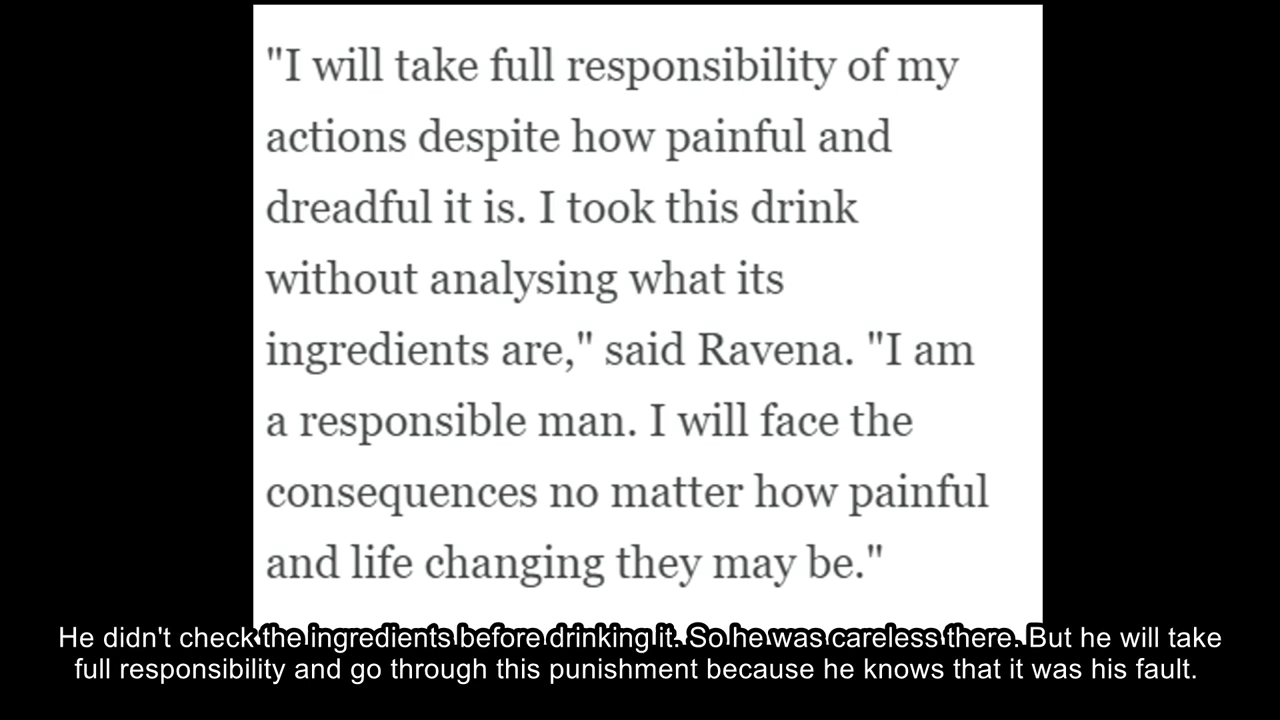 "I will take full responsibility of my
actions despite how painful and
dreadful it is. I took this drink
without analysing what its
ingredients are," said Ravena. "I am
a responsible man. I will face the
consequences no matter how painful
and life changing they may be."
He didn't check the ingredients before drinking it. So he was careless there. But he will take
full responsibility and go through this punishment because he knows that it was his fault.